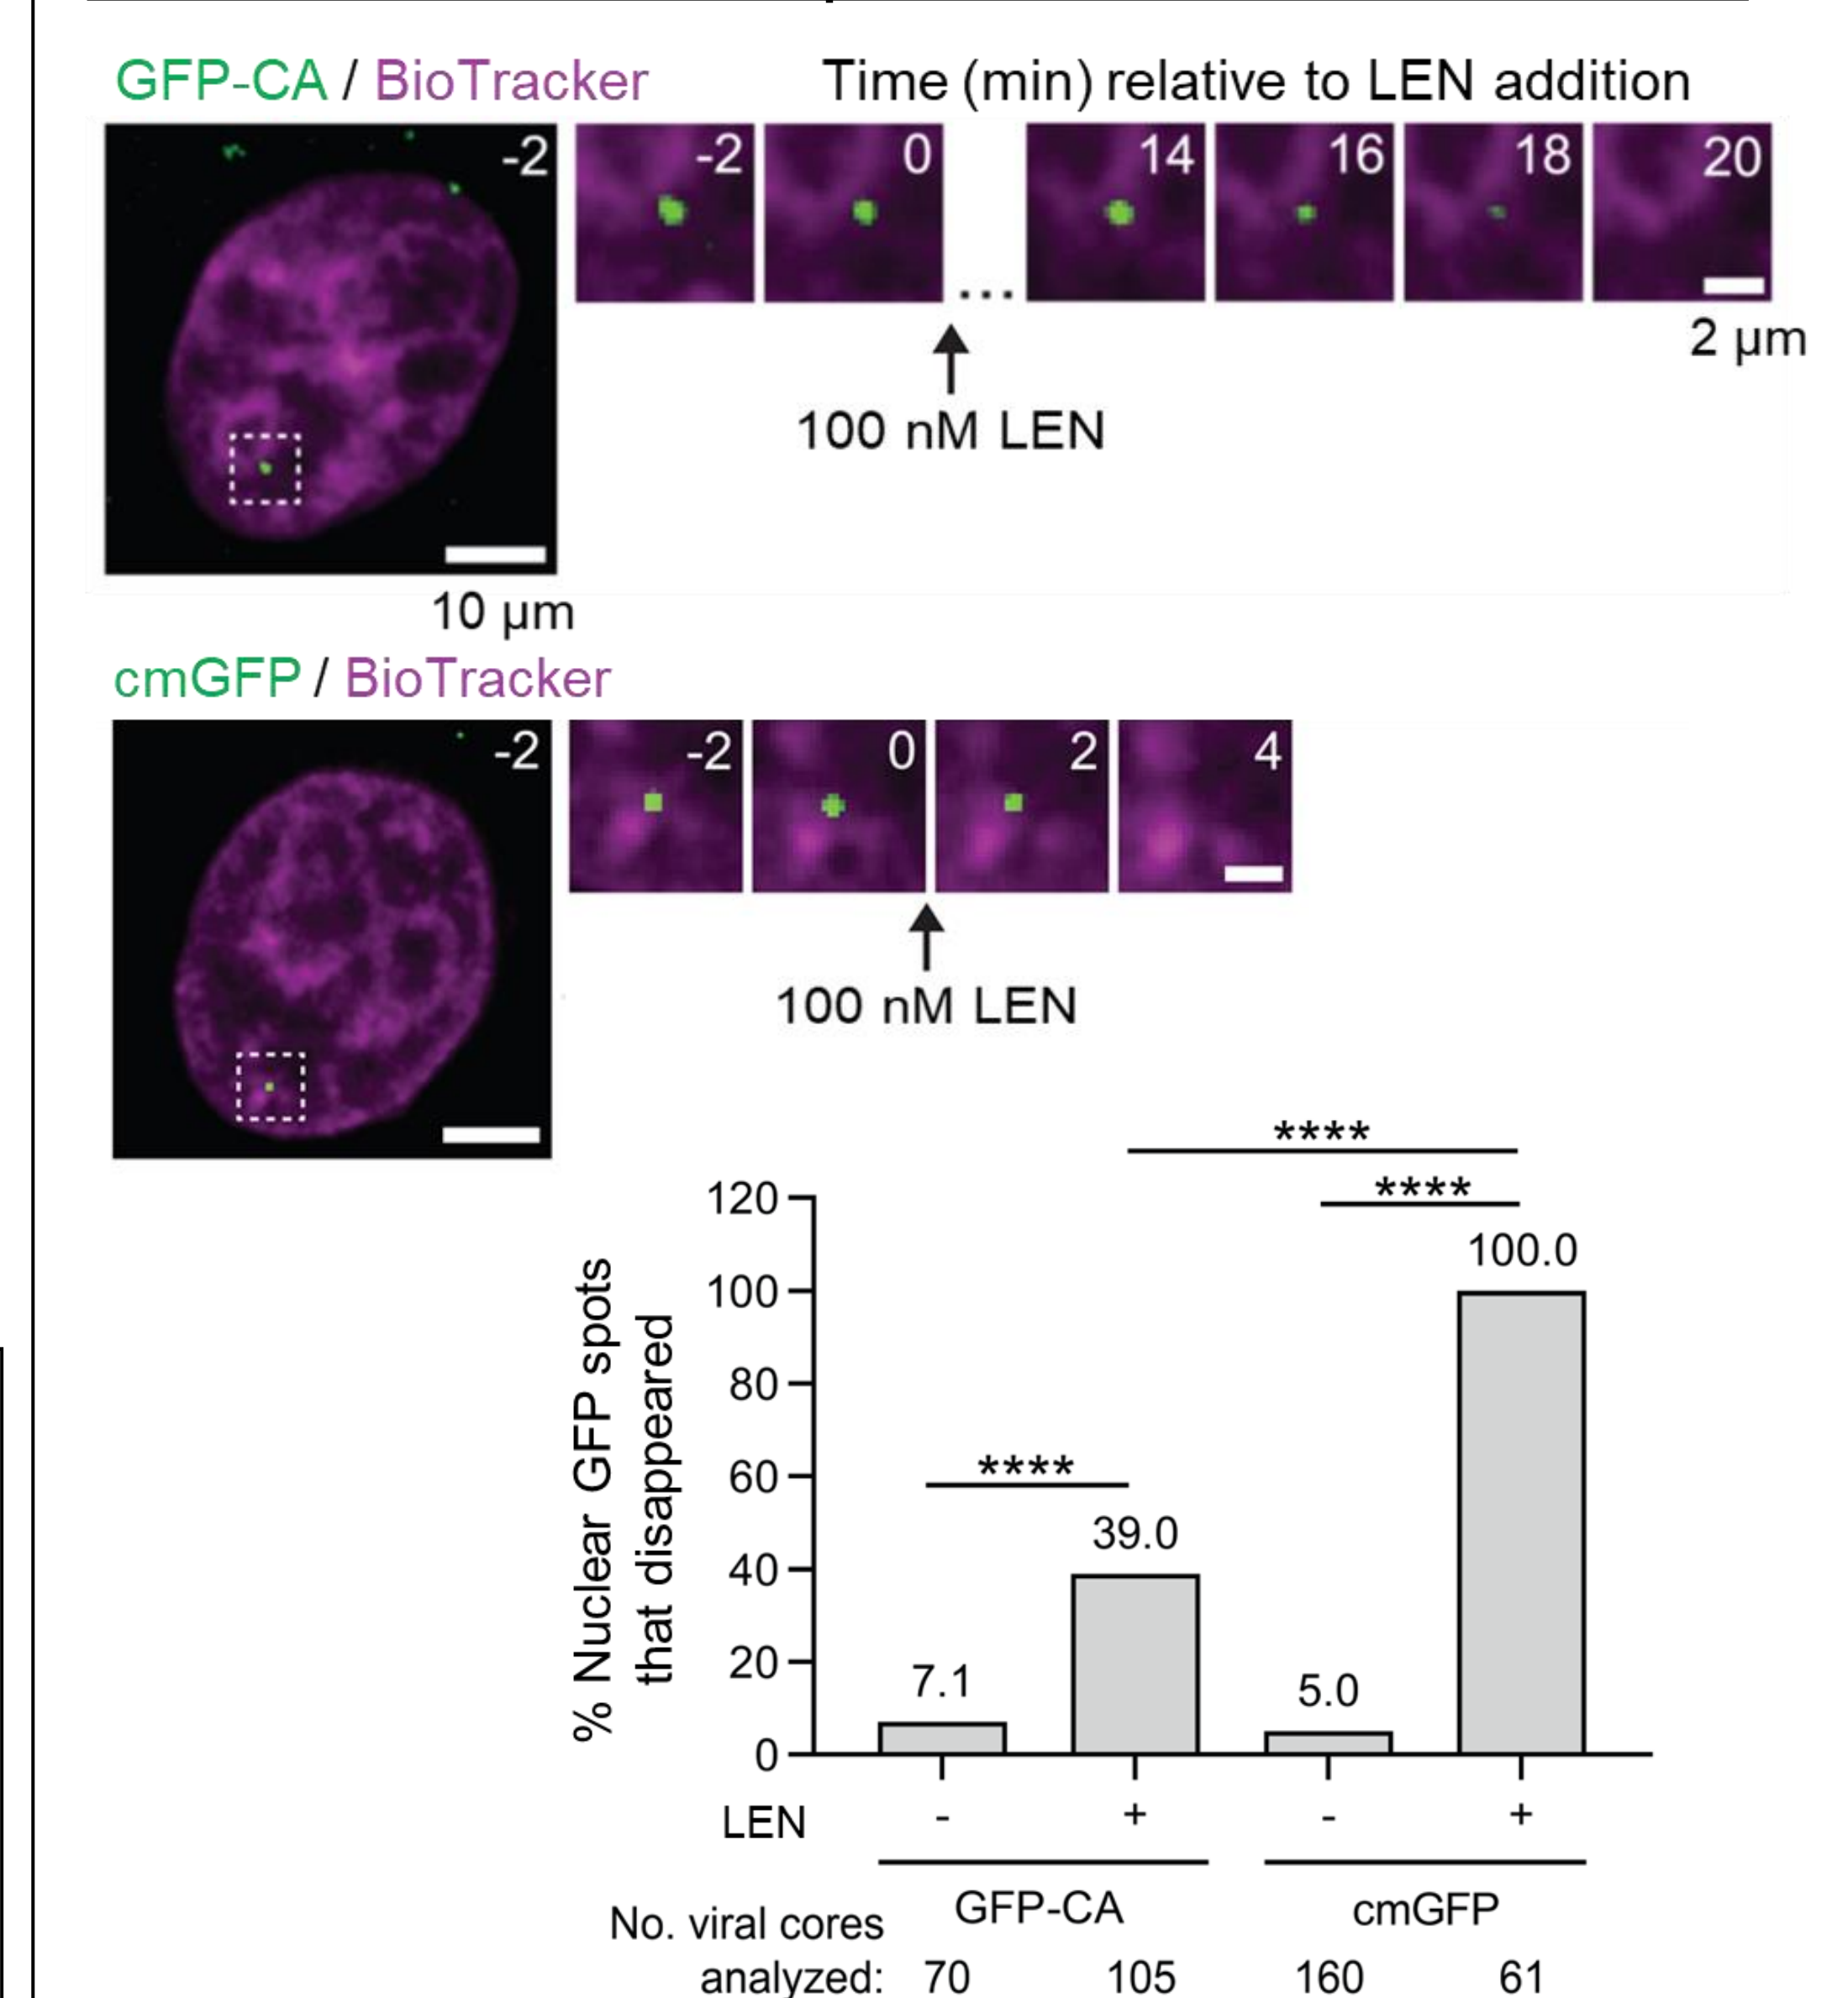 GFP-CA / BioTracker
Time (min) relative to LEN addition
-2
-2
0
...
14
16
18
20
2 µm
100 nM LEN
10 µm
cmGFP / BioTracker
-2
-2
0
2
4
100 nM LEN
****
****
120
100.0
100
80
60
****
39.0
40
20
7.1
5.0
0
% Nuclear GFP spots
that disappeared
LEN - + - +
GFP-CA cmGFP
No. viral cores
analyzed: 70 105 160 61